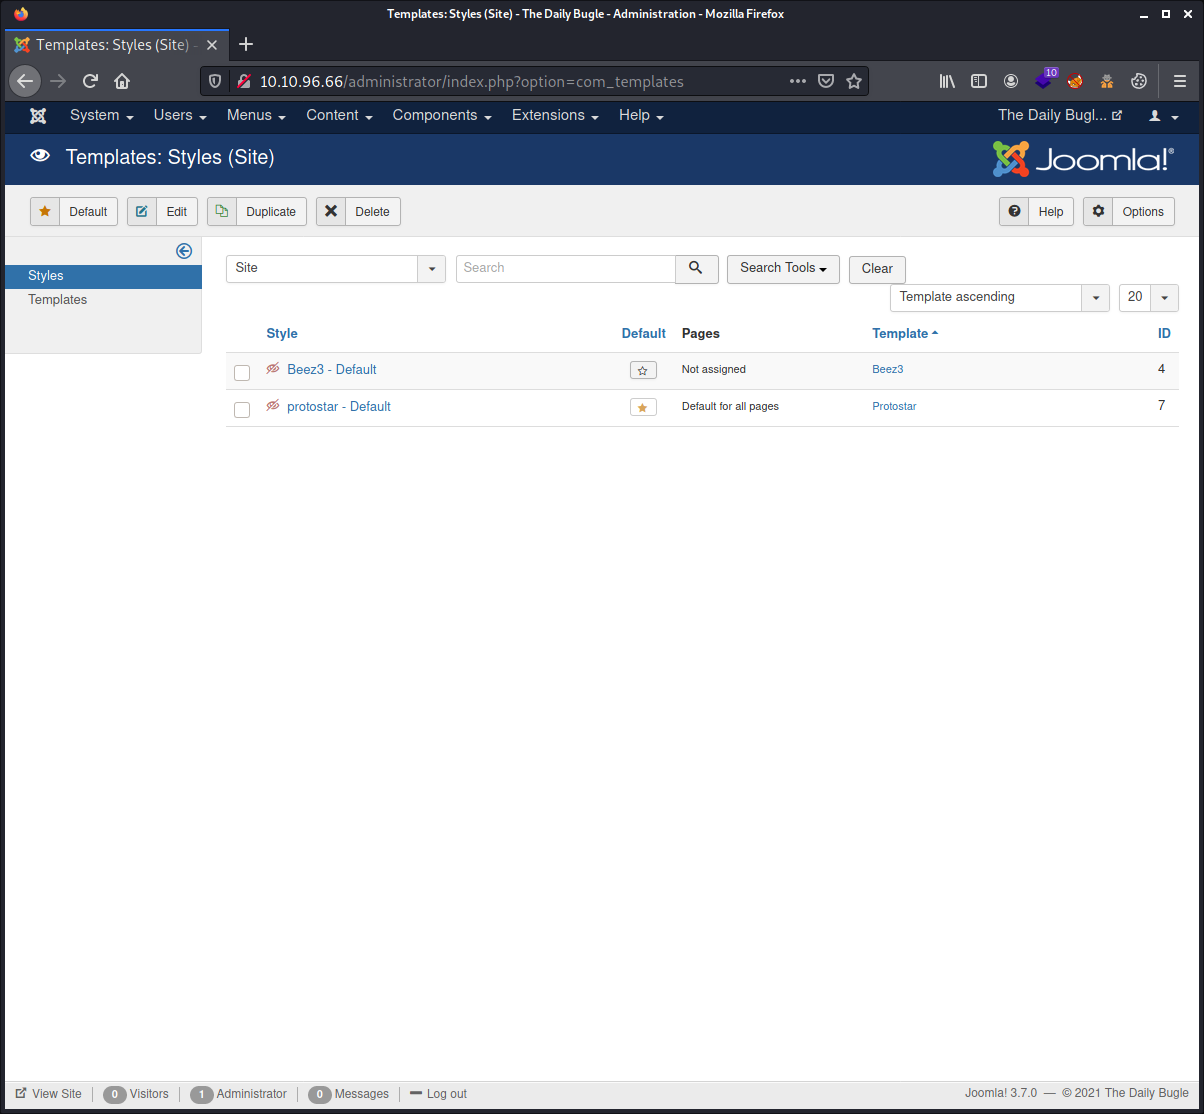 Templates: Styles (Site) - The Daily Bugle - Administration - Mozilla Firefox
Templates: Styles (Site) -
10.10.96.66/administrator/index.php?option=com_templates
10
System Users Menus Content Components Extensions Help The Daily Bugl...
Templates: Styles (Site) Joomla!®
Default Edit Duplicate Delete Help Options
Site Search Search Tools Clear
Styles
Templates
Template ascending 20
Style Default Pages Template ID
Beez3 - Default Not assigned Beez3 4
protostar - Default Default for all pages Protostar 7
View Site 0 Visitors 1 Administrator 0 Messages Log out Joomla! 3.7.0 — © 2021 The Daily Bugle